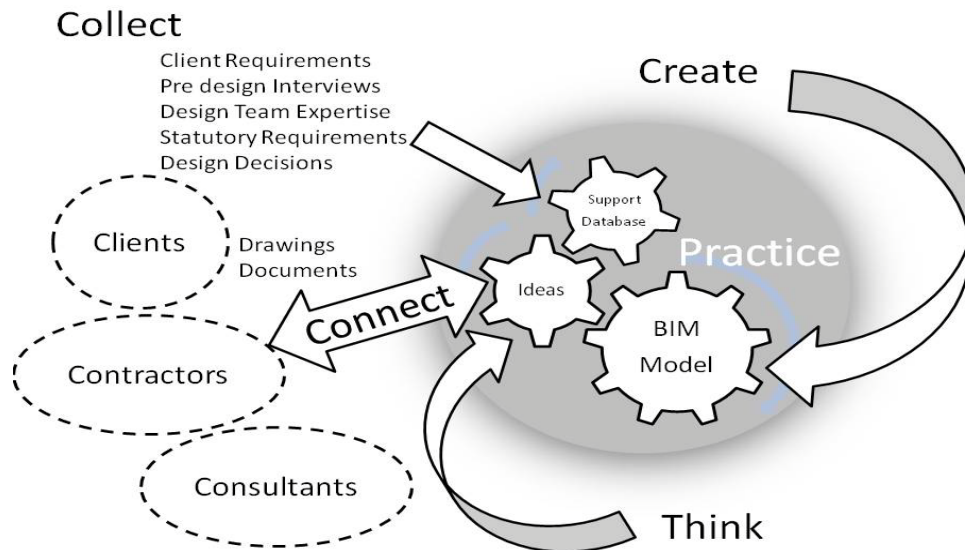 Collect
Client Requirements
Pre design Interviews
Design Team Expertise
Statutory Requirements
Design Decisions
Create
Support
Database
Clients
Drawings
Documents
Practice
Connect
Ideas
BIM
Model
Contractors
Consultants
Think